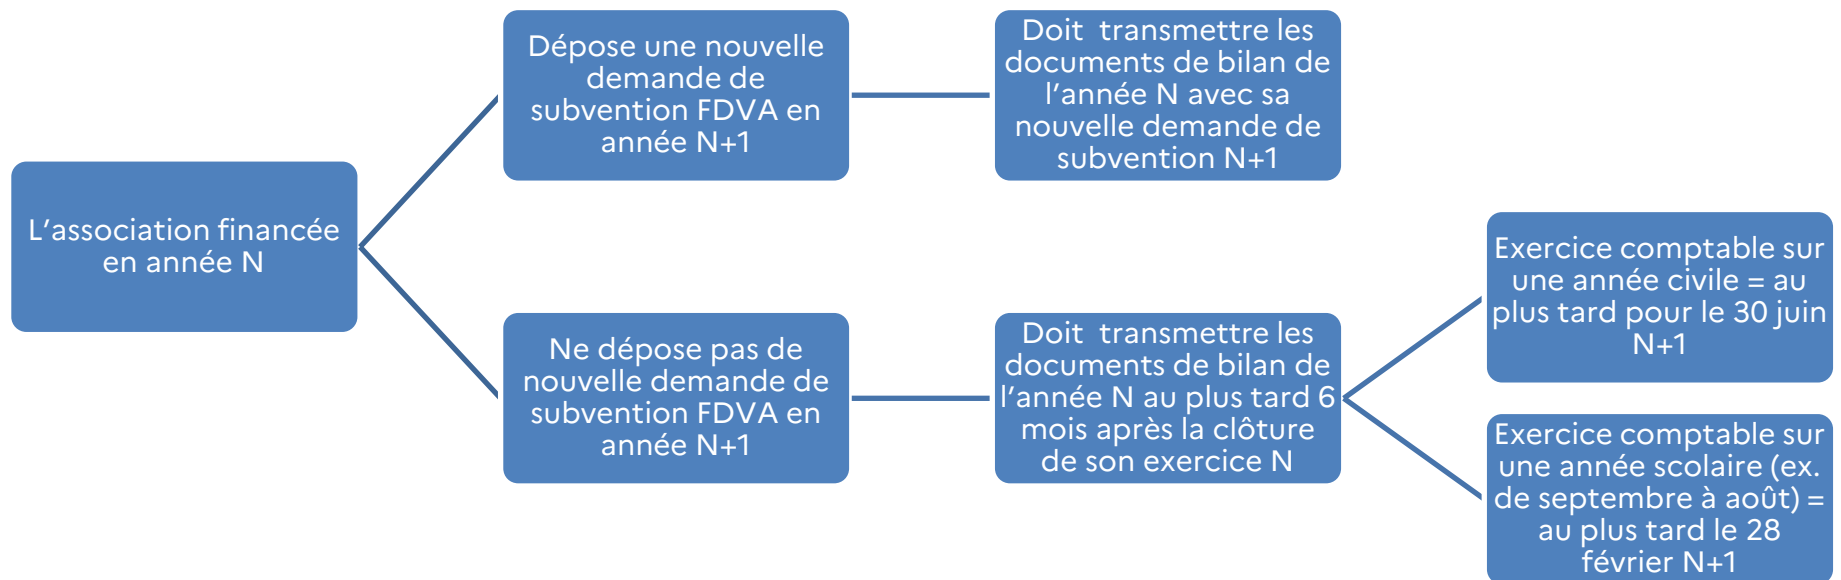 L'association financée
en année N
Dépose une nouvelle
demande de
subvention FDVA en
année N+1
Doit  transmettre les
documents de bilan de
l'année N avec sa
nouvelle demande de
subvention N+1
Ne dépose pas de
nouvelle demande de
subvention FDVA en
année N+1
Doit  transmettre les
documents de bilan de
l'année N au plus tard 6
mois après la clôture
de son exercice N
Exercice comptable sur
une année civile = au
plus tard pour le 30 juin
N+1
Exercice comptable sur
une année scolaire (ex.
de septembre à août) =
au plus tard le 28
février N+1